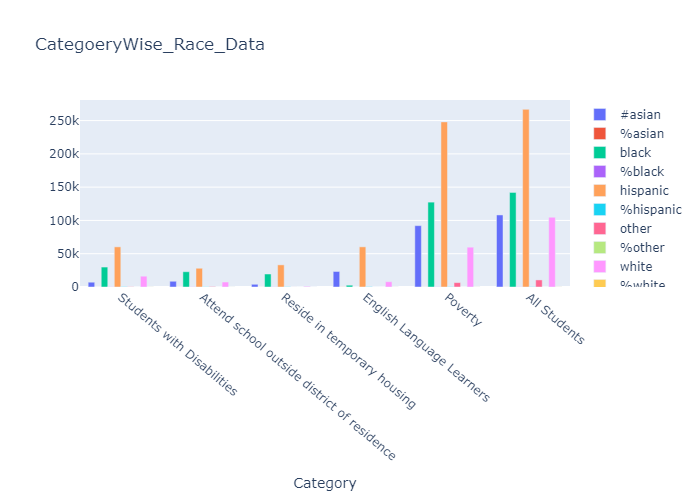 CategoeryWise_Race_Data
250k
200k
150k
100k
50k
0
Students with Disabilities
Attend school outside district of residence
Reside in temporary housing
English Language Learners
Poverty
All Students
Category
#asian
%asian
black
%black
hispanic
%hispanic
other
%other
white
%white